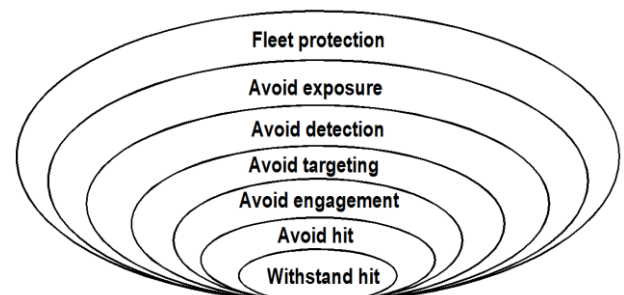 Fleet protection
Avoid exposure
Avoid detection
Avoid targeting
Avoid engagement
Avoid hit
Withstand hit